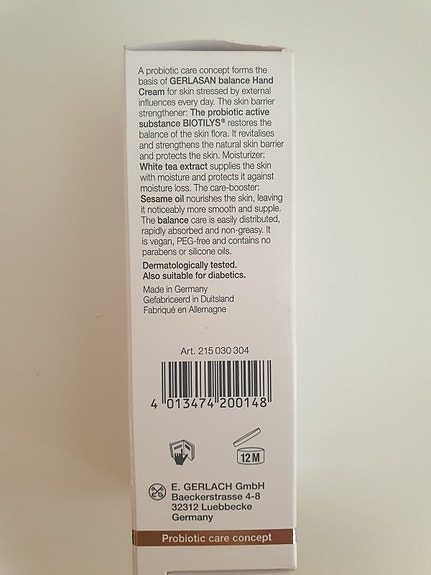 A probiotic care concept forms the
basis of GERLASAN balance Hand
Cream for skin stressed by external
influences every day. The skin barrier
strengthener: The probiotic active
substance BIOTILYS® restores the
balance of the skin flora. It revitalises
and strengthens the natural skin barrier
and protects the skin. Moisturizer:
White tea extract supplies the skin
with moisture and protects it against
moisture loss. The care-booster:
Sesame oil nourishes the skin, leaving
it noticeably more smooth and supple.
The balance care is easily distributed,
rapidly absorbed and non-greasy. It
is vegan, PEG-free and contains no
parabens or silicone oils.
Dermatologically tested.
Also suitable for diabetics.
Made in Germany
Gefabriceerd in Duitsland
Fabriqué en Allemagne
Art. 215 030 304
4 013474 200148
12 M
E. GERLACH GmbH
Baeckerstrasse 4-8
32312 Luebbecke
Germany
Probiotic care concept